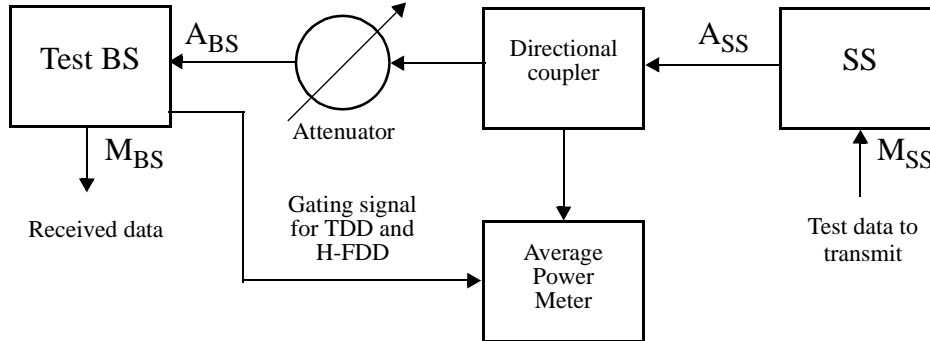 Test BS
A_BS
Attenuator
Directional
coupler
A_SS
SS
M_BS
M_SS
Received data
Gating signal
for TDD and
H-FDD
Average
Power
Meter
Test data to
transmit